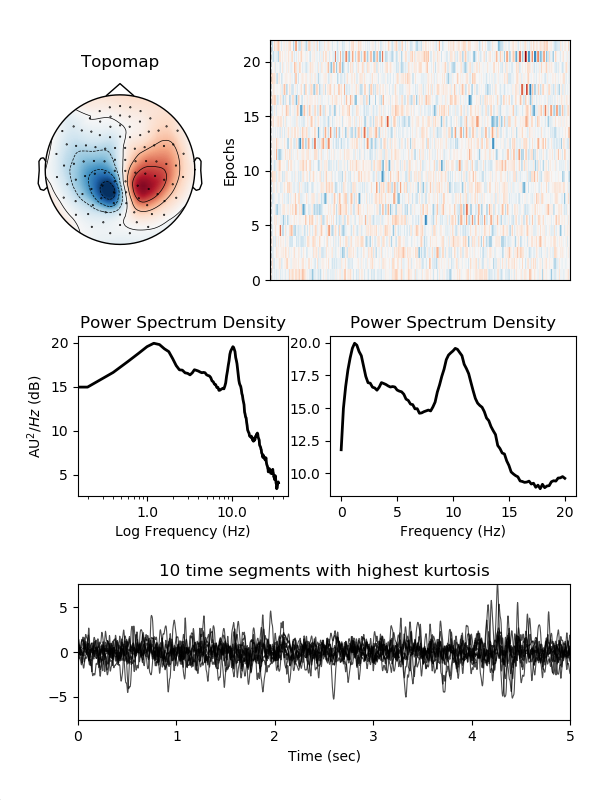 Topomap
Epochs
20
15
10
5
0
Power Spectrum Density
AU²/Hz (dB)
20
15
10
5
1.0 10.0
Log Frequency (Hz)
Power Spectrum Density
20.0
17.5
15.0
12.5
10.0
0 5 10 15 20
Frequency (Hz)
10 time segments with highest kurtosis
5
0
−5
0 1 2 3 4 5
Time (sec)